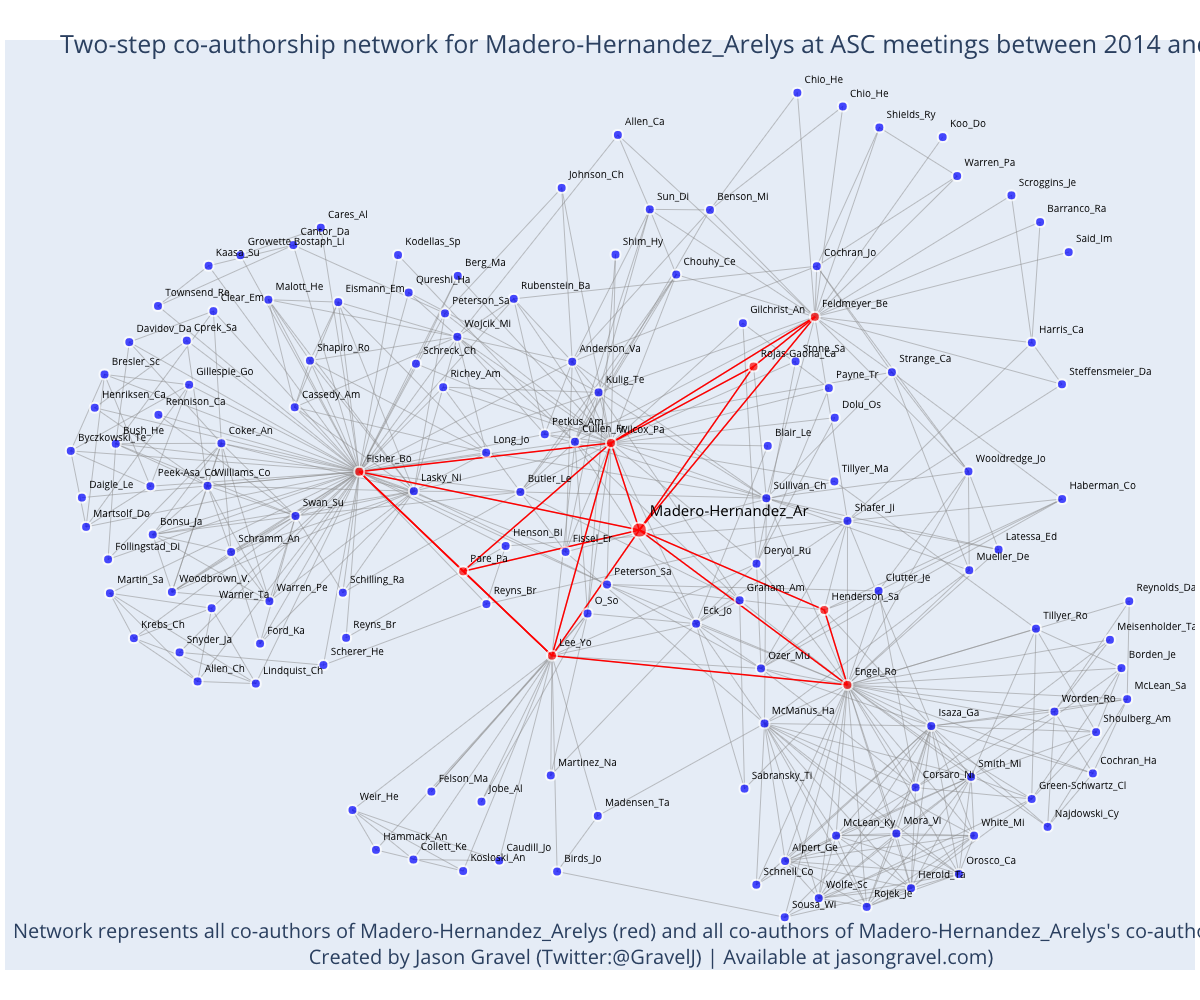 Two-step co-authorship network for Madero-Hernandez_Arelys at ASC meetings between 2014 and
Chio_He
Chio_He
Shields_Ry
Koo_Do
Allen_Ca
Warren_Pa
Johnson_Ch
Scroggins_Je
Sun_Di
Benson_Mi
Barranco_Ra
Cares_Al
Cantor_Da
Said_Im
Growette Bostaph_Li
Kodellas_Sp
Shim_Hy
Cochran_Jo
Kaasa_Su
Berg_Ma
Chouhy_Ce
Qureshi_Ha
Rubenstein_Ba
Malott_He
Eismann_Em
Townsend_Re
Clear_Em
Peterson_Sa
Feldmeyer_Be
Gilchrist_An
Wojcik_Mi
Davidov_Da
Cprek_Sa
Harris_Ca
Shapiro_Ro
Schreck_Ch
Anderson_Va
Rojas-Gaona_Ca
Stone_Sa
Strange_Ca
Bresler_Sc
Gillespie_Go
Richey_Am
Kulig_Te
Payne_Tr
Steffensmeier_Da
Henriksen_Ca
Rennison_Ca
Cassedy_Am
Dolu_Os
Byczkowski_Te
Bush_He
Coker_An
Petkus_Am
Cullen_Fr
Wilcox_Pa
Blair_Le
Long_Jo
Fisher_Bo
Wooldredge_Jo
Peek-Asa_Co
Williams_Co
Lasky_Ni
Butler_Le
Tillyer_Ma
Daigle_Le
Sullivan_Ch
Haberman_Co
Martsolf_Do
Bonsu_Ja
Swan_Su
Madero-Hernandez_Ar
Shafer_Ji
Follingstad_Di
Schramm_An
Henson_Bi
Fissel_Er
Latessa_Ed
Pare_Pa
Deryol_Ru
Mueller_De
Martin_Sa
Woodbrown_V.
Warren_Pe
Schilling_Ra
Peterson_Sa
Clutter_Je
Reynolds_Da
Warner_Ta
Reyns_Br
O_So
Graham_Am
Henderson_Sa
Eck_Jo
Tillyer_Ro
Krebs_Ch
Ford_Ka
Reyns_Br
Meisenholder_Ta
Snyder_Ja
Scherer_He
Lee_Yo
Ozer_Mu
Engel_Ro
Borden_Je
Allen_Ch
Lindquist_Ch
McLean_Sa
Worden_Ro
McManus_Ha
Isaza_Ga
Shoulberg_Am
Martinez_Na
Sabransky_Ti
Corsaro_Ni
Smith_Mi
Cochran_Ha
Felson_Ma
Jobe_Al
Weir_He
Madensen_Ta
Green-Schwartz_Cl
Najdowski_Cy
Hammack_An
Collett_Ke
McLean_Ky
Mora_Vi
White_Mi
Kosloski_An
Caudill_Jo
Birds_Jo
Alpert_Ge
Orosco_Ca
Schnell_Co
Wolfe_Sc
Herold_Ta
Rojek_Je
Sousa_Wi
Network represents all co-authors of Madero-Hernandez_Arelys (red) and all co-authors of Madero-Hernandez_Arelys's co-autho
Created by Jason Gravel (Twitter:@GravelJ) | Available at jasongravel.com)